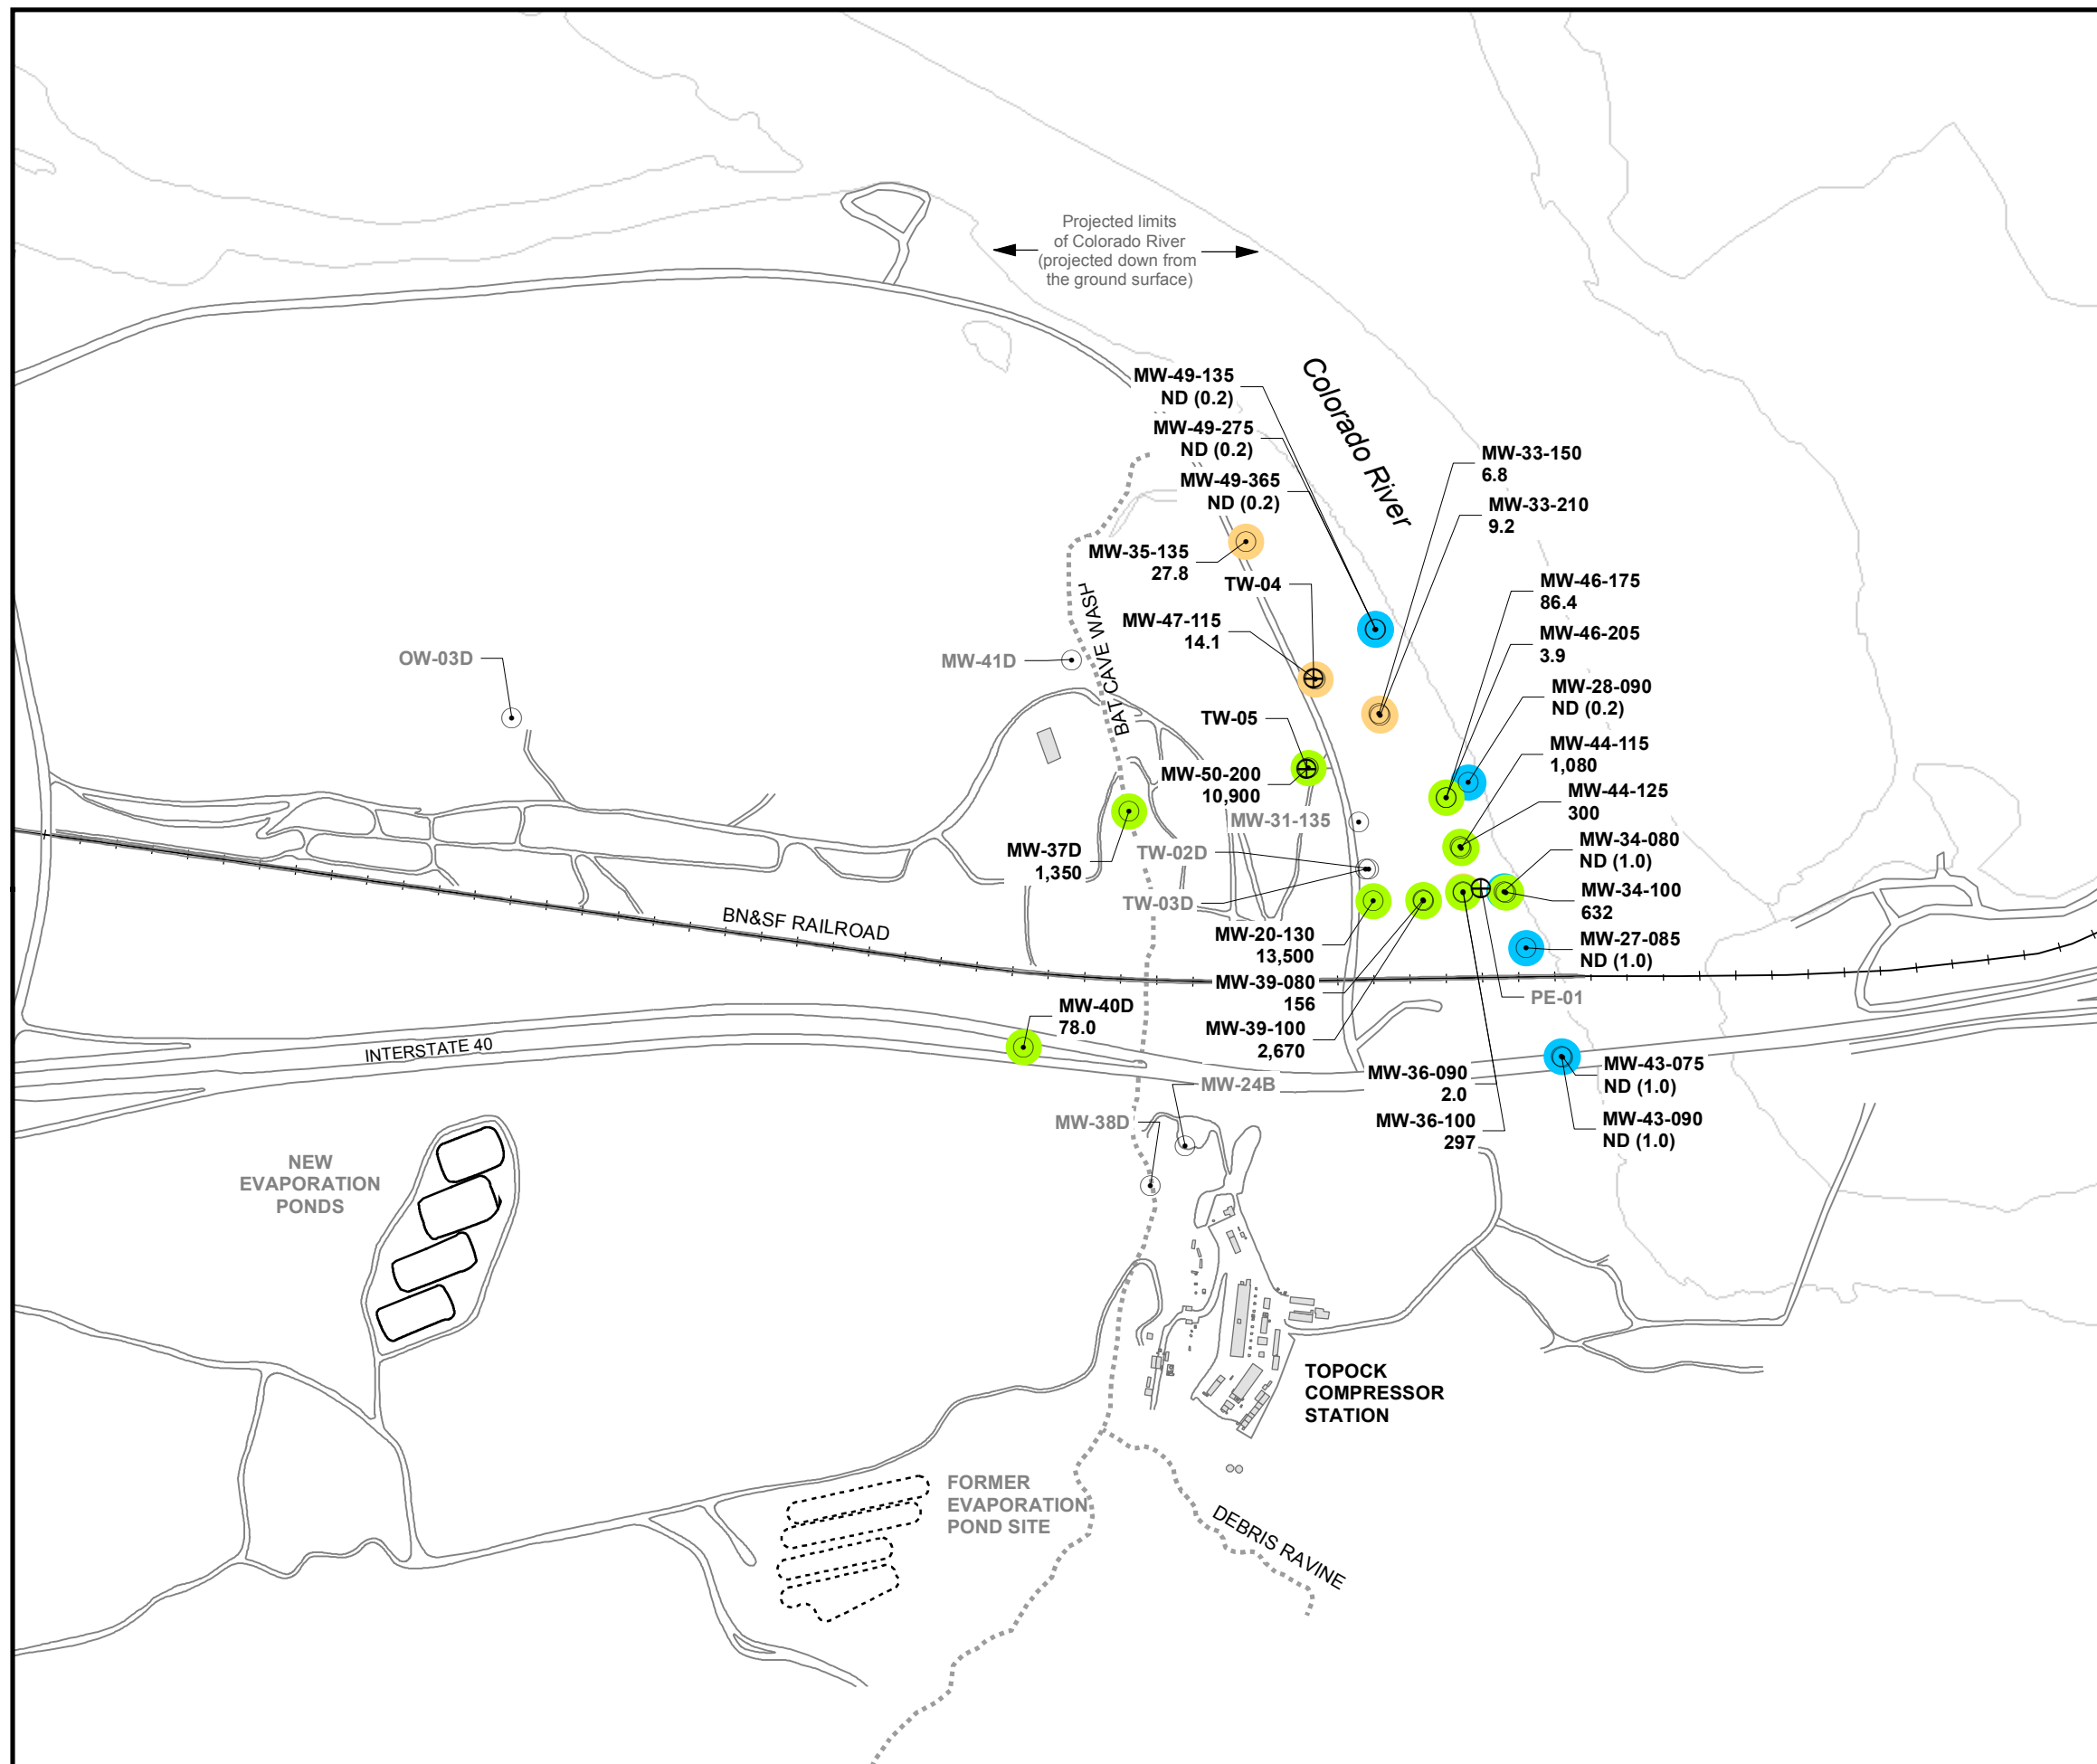 Projected limits
of Colorado River
(projected down from
the ground surface)
Colorado River
MW-49-135
ND (0.2)
MW-49-275
ND (0.2)
MW-49-365
ND (0.2)
MW-33-150
6.8
MW-33-210
9.2
MW-35-135
27.8
TW-04
MW-47-115
14.1
MW-46-175
86.4
MW-46-205
3.9
MW-28-090
ND (0.2)
MW-44-115
1,080
MW-44-125
300
MW-34-080
ND (1.0)
MW-34-100
632
MW-27-085
ND (1.0)
OW-03D
MW-41D
BAT CAVE WASH
TW-05
MW-50-200
10,900
MW-31-135
MW-37D
1,350
TW-02D
TW-03D
BN&SF RAILROAD
MW-20-130
13,500
MW-39-080
156
MW-39-100
2,670
PE-01
MW-40D
78.0
INTERSTATE 40
MW-24B
MW-38D
MW-36-090
2.0
MW-36-100
297
MW-43-075
ND (1.0)
MW-43-090
ND (1.0)
NEW
EVAPORATION
PONDS
TOPOCK
COMPRESSOR
STATION
FORMER
EVAPORATION
POND SITE
DEBRIS RAVINE